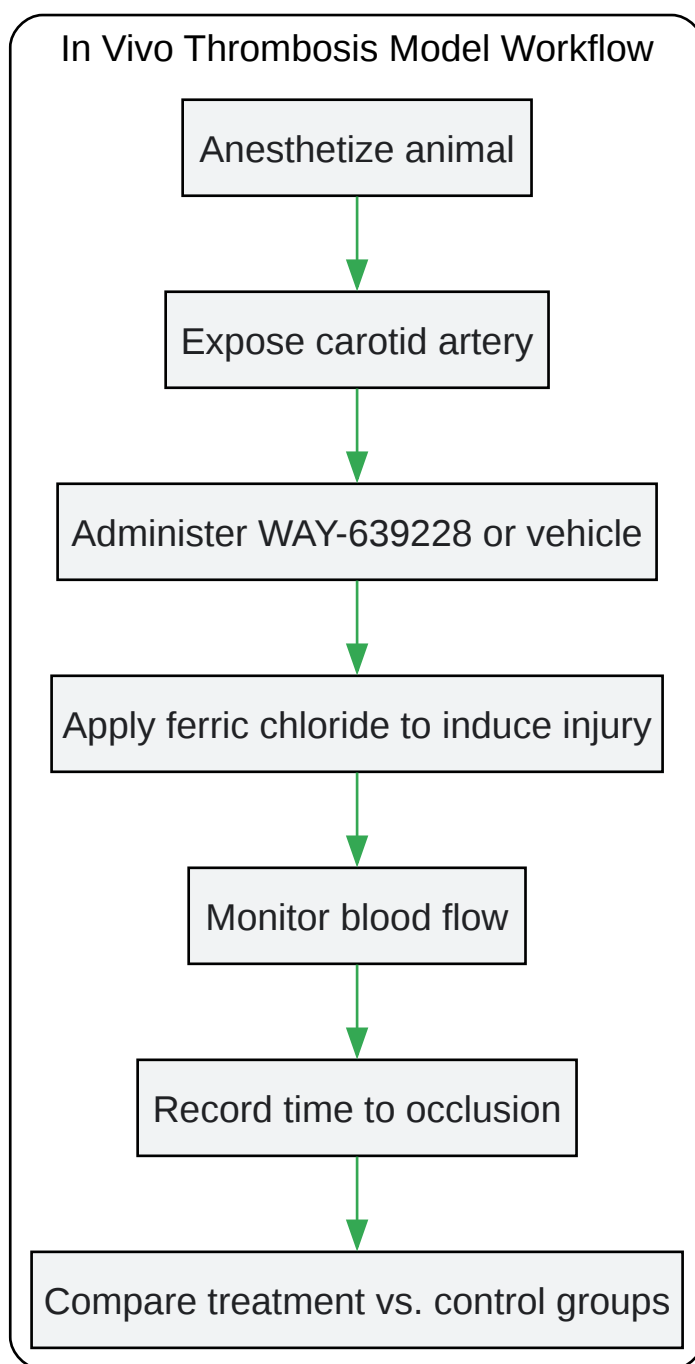 In Vivo Thrombosis Model Workflow
Anesthetize animal
Expose carotid artery
Administer WAY-639228 or vehicle
Apply ferric chloride to induce injury
Monitor blood flow
Record time to occlusion
Compare treatment vs. control groups